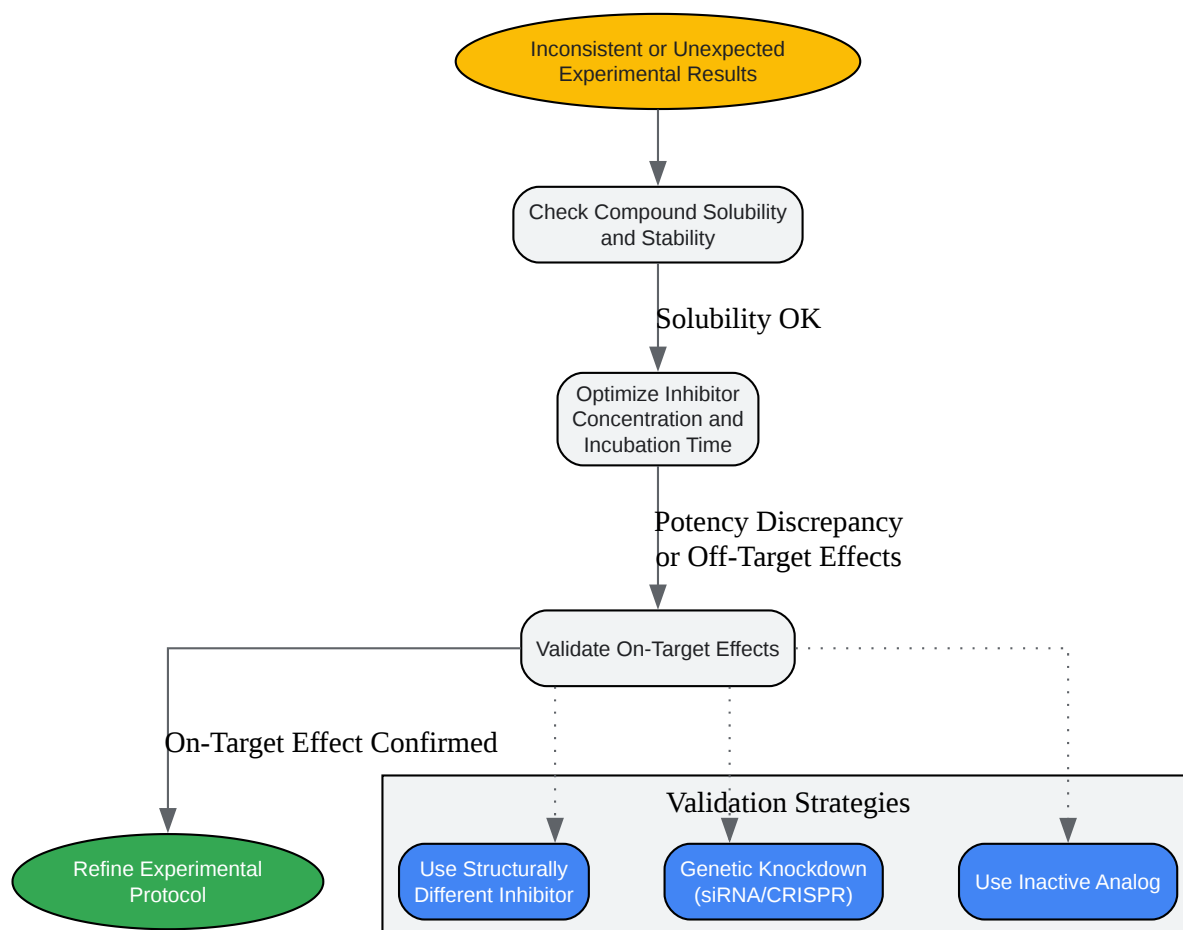 Inconsistent or Unexpected
Experimental Results
Check Compound Solubility
and Stability
Solubility OK
Optimize Inhibitor
Concentration and
Incubation Time
Potency Discrepancy
or Off-Target Effects
Validate On-Target Effects
On-Target Effect Confirmed
Validation Strategies
Refine Experimental
Protocol
Use Structurally
Different Inhibitor
Genetic Knockdown
(siRNA/CRISPR)
Use Inactive Analog